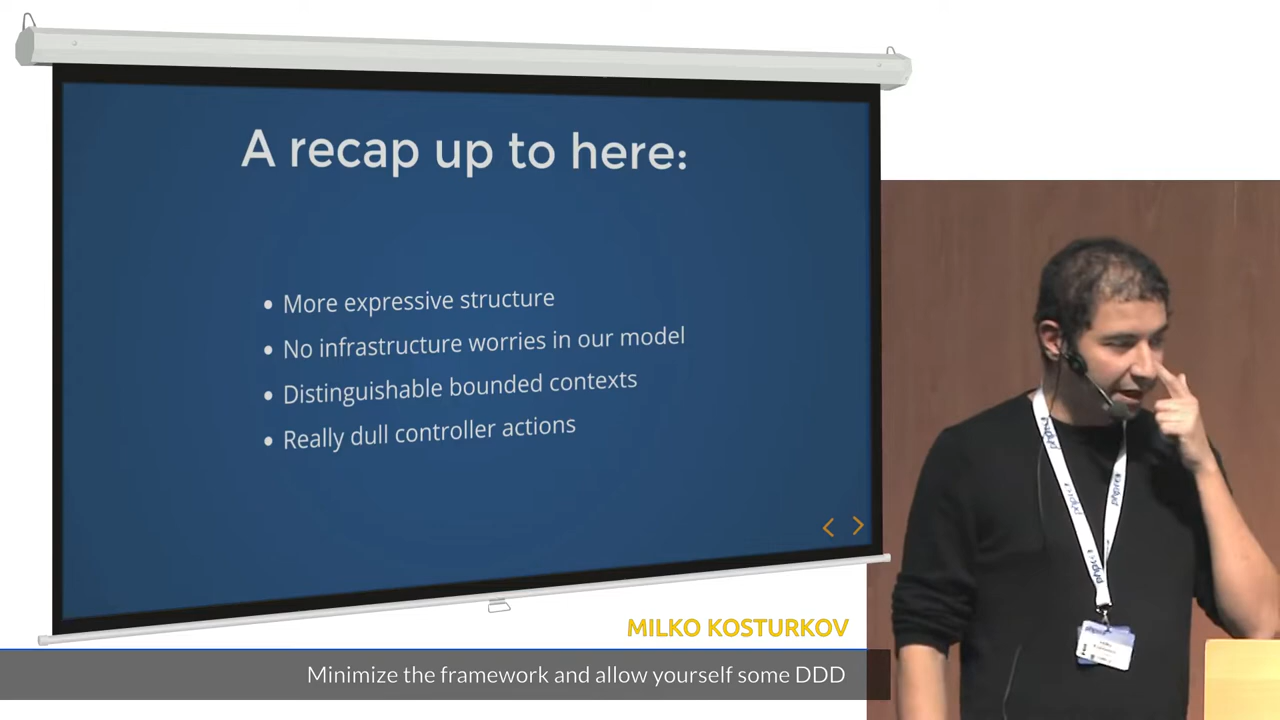 A recap up to here:
• More expressive structure
• No infrastructure worries in our model
• Distinguishable bounded contexts
• Really dull controller actions
< >
MILKO KOSTURKOV
Minimize the framework and allow yourself some DDD